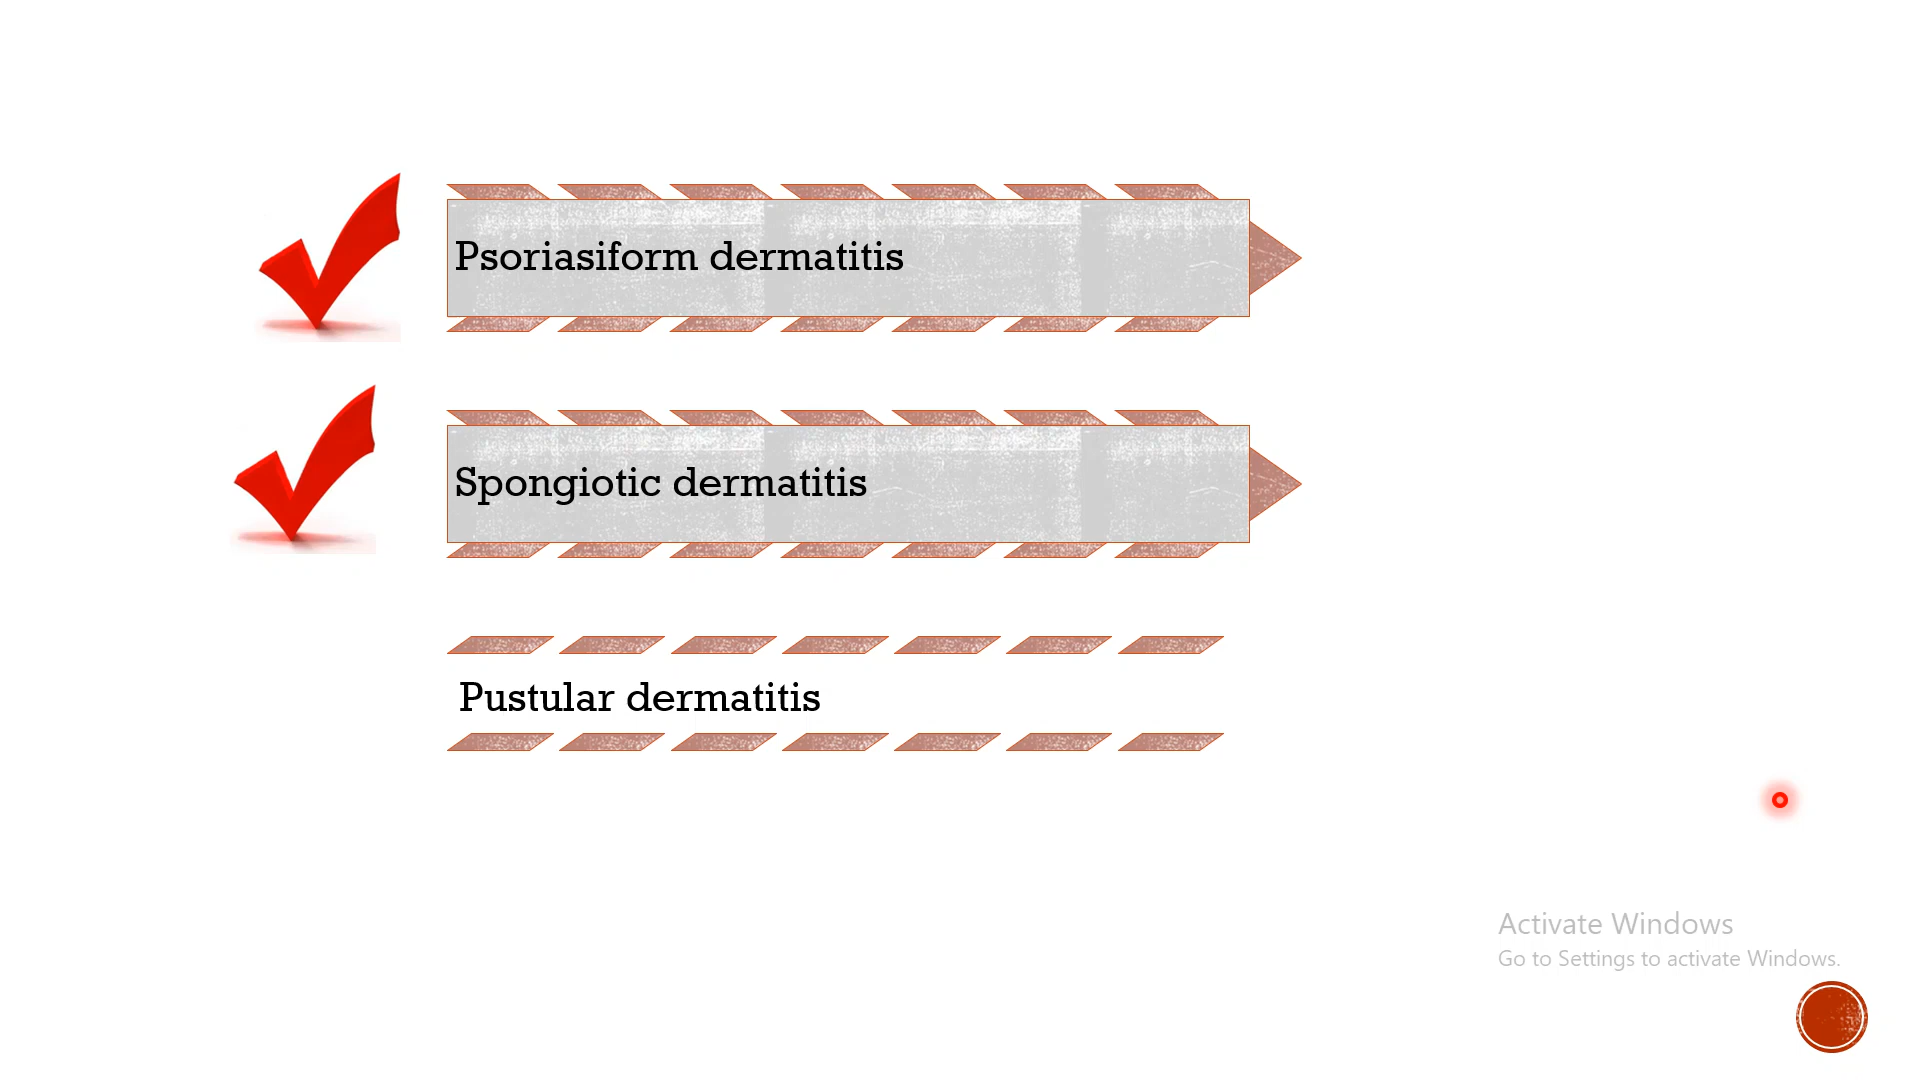 Psoriasiform dermatitis
Spongiotic dermatitis
Pustular dermatitis
Activate Windows
Go to Settings to activate Windows.